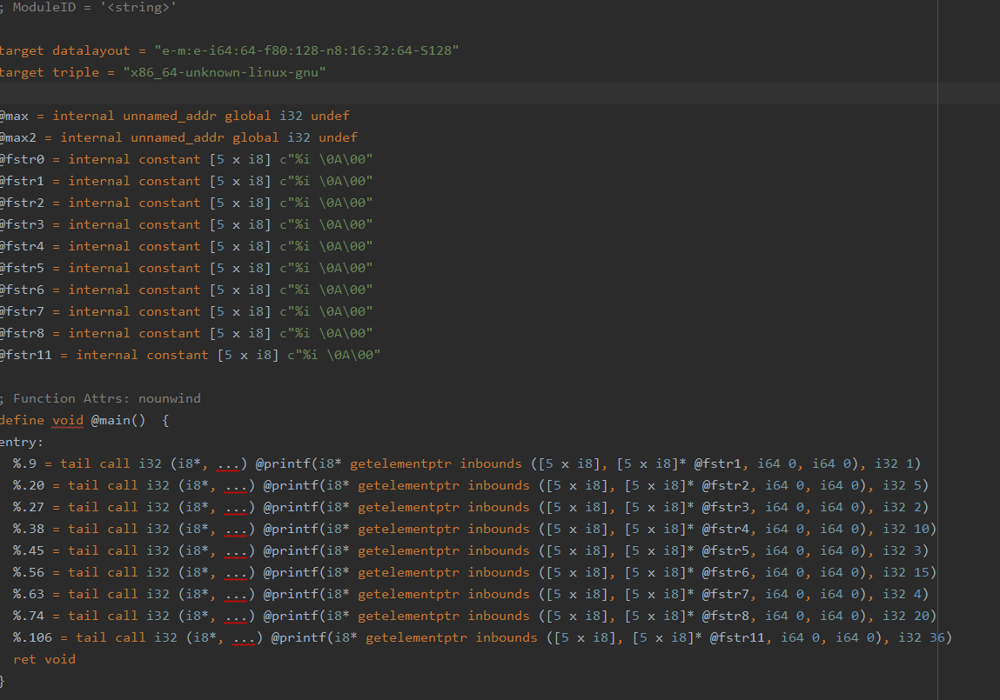 ; ModuleID = '<string>'
target datalayout = "e-m:e-i64:64-f80:128-n8:16:32:64-S128"
target triple = "x86_64-unknown-linux-gnu"
@max = internal unnamed_addr global i32 undef
@max2 = internal unnamed_addr global i32 undef
@fstr0 = internal constant [5 x i8] c"%i \0A\00"
@fstr1 = internal constant [5 x i8] c"%i \0A\00"
@fstr2 = internal constant [5 x i8] c"%i \0A\00"
@fstr3 = internal constant [5 x i8] c"%i \0A\00"
@fstr4 = internal constant [5 x i8] c"%i \0A\00"
@fstr5 = internal constant [5 x i8] c"%i \0A\00"
@fstr6 = internal constant [5 x i8] c"%i \0A\00"
@fstr7 = internal constant [5 x i8] c"%i \0A\00"
@fstr8 = internal constant [5 x i8] c"%i \0A\00"
@fstr11 = internal constant [5 x i8] c"%i \0A\00"
; Function Attrs: nounwind
define void @main()  {
entry:
  %.9 = tail call i32 (i8*, ...) @printf(i8* getelementptr inbounds ([5 x i8], [5 x i8]* @fstr1, i64 0, i64 0), i32 1)
  %.20 = tail call i32 (i8*, ...) @printf(i8* getelementptr inbounds ([5 x i8], [5 x i8]* @fstr2, i64 0, i64 0), i32 5)
  %.27 = tail call i32 (i8*, ...) @printf(i8* getelementptr inbounds ([5 x i8], [5 x i8]* @fstr3, i64 0, i64 0), i32 2)
  %.38 = tail call i32 (i8*, ...) @printf(i8* getelementptr inbounds ([5 x i8], [5 x i8]* @fstr4, i64 0, i64 0), i32 10)
  %.45 = tail call i32 (i8*, ...) @printf(i8* getelementptr inbounds ([5 x i8], [5 x i8]* @fstr5, i64 0, i64 0), i32 3)
  %.56 = tail call i32 (i8*, ...) @printf(i8* getelementptr inbounds ([5 x i8], [5 x i8]* @fstr6, i64 0, i64 0), i32 15)
  %.63 = tail call i32 (i8*, ...) @printf(i8* getelementptr inbounds ([5 x i8], [5 x i8]* @fstr7, i64 0, i64 0), i32 4)
  %.74 = tail call i32 (i8*, ...) @printf(i8* getelementptr inbounds ([5 x i8], [5 x i8]* @fstr8, i64 0, i64 0), i32 20)
  %.106 = tail call i32 (i8*, ...) @printf(i8* getelementptr inbounds ([5 x i8], [5 x i8]* @fstr11, i64 0, i64 0), i32 36)
  ret void
}